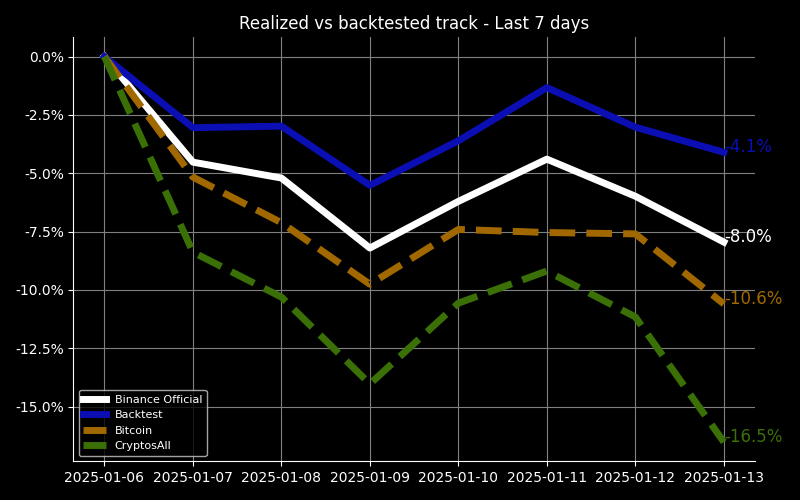 Realized vs backtested track - Last 7 days
0.0%
-2.5%
-5.0%
-7.5%
-10.0%
-12.5%
-15.0%
-4.1%
-8.0%
-10.6%
-16.5%
Binance Official
Backtest
Bitcoin
CryptosAll
2025-01-06 2025-01-07 2025-01-08 2025-01-09 2025-01-10 2025-01-11 2025-01-12 2025-01-13